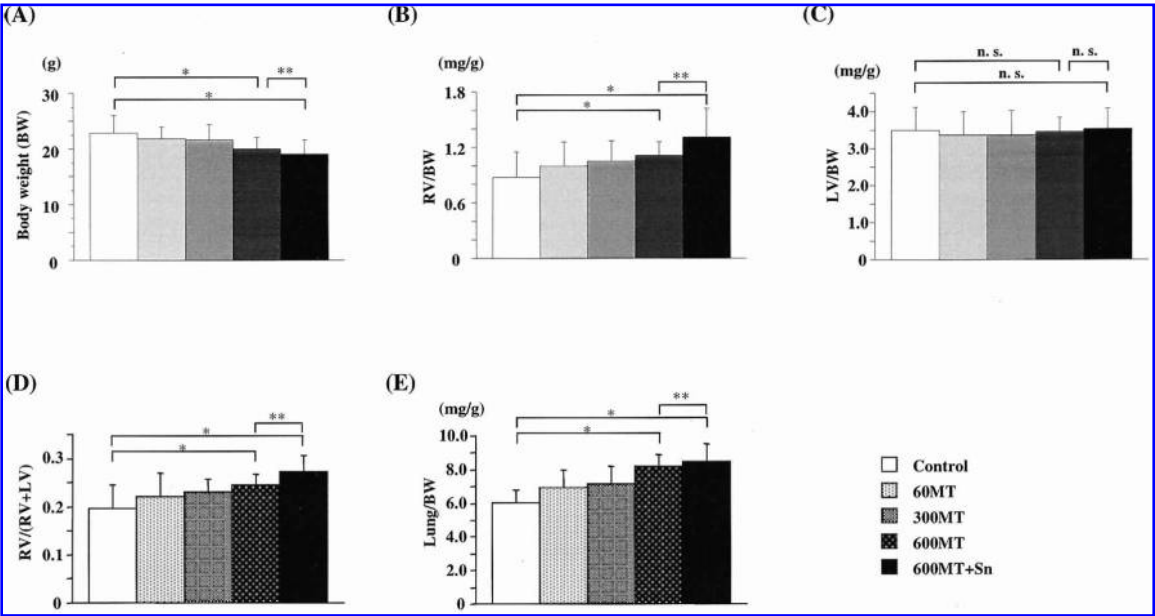 (A)
(g)
Body weight (BW)
30
20
10
0
*
**
*
(B)
(mg/g)
RV/BW
1.8
1.2
0.6
0
**
*
*
(C)
(mg/g)
LV/BW
4.0
3.0
2.0
1.0
0
n. s.
n. s.
n. s.
(D)
RV/(RV+LV)
0.3
0.2
0.1
0
**
*
*
(E)
(mg/g)
Lung/BW
10.0
8.0
6.0
4.0
2.0
0.0
**
*
*
Control
60MT
300MT
600MT
600MT+Sn